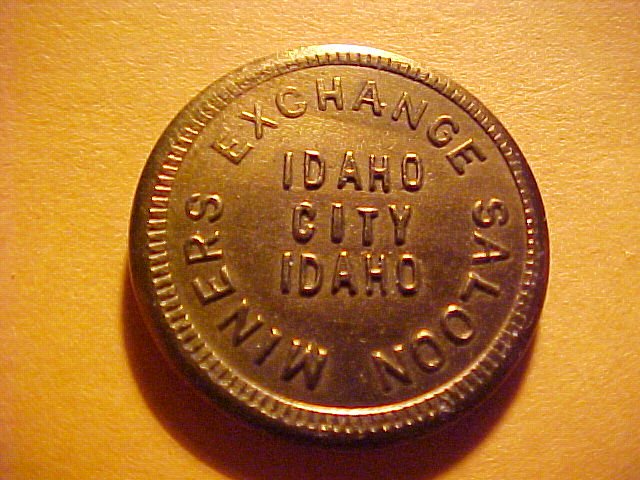 MINERS EXCHANGE SALOON
IDAHO
CITY
IDAHO